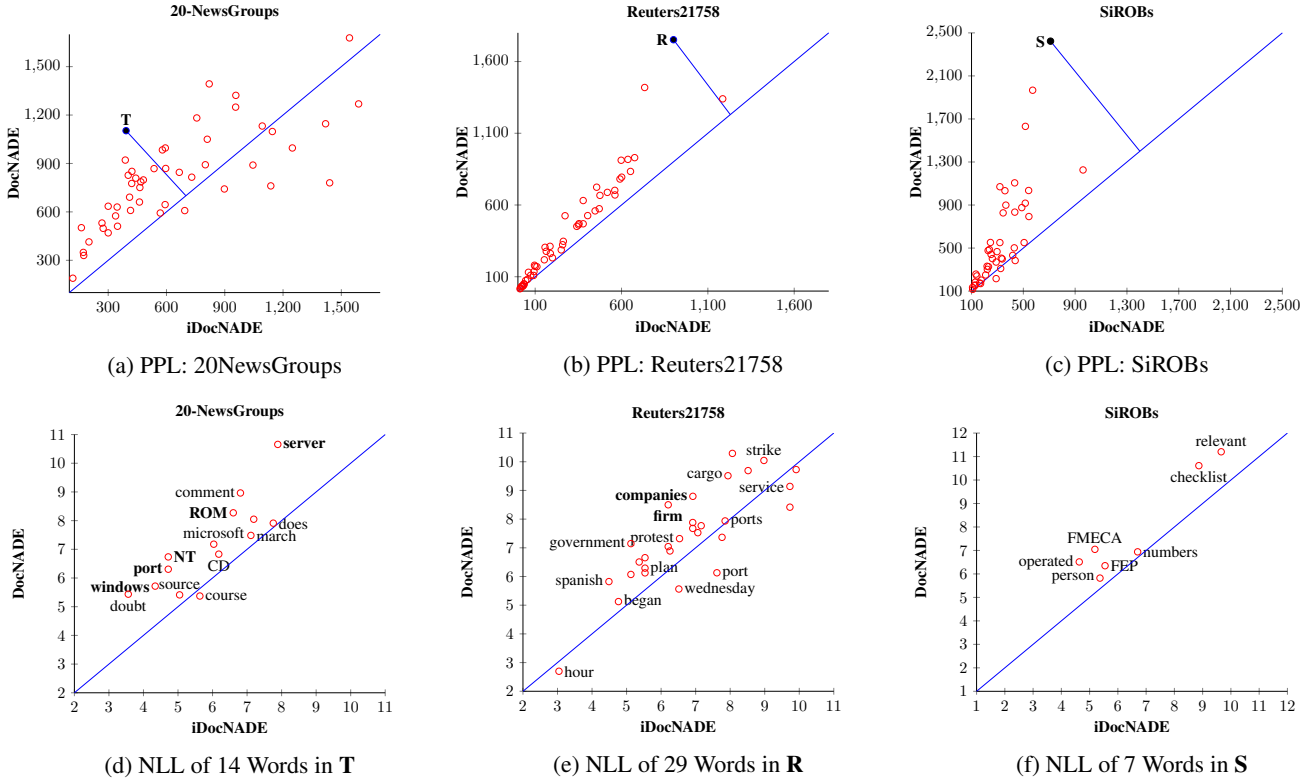 20-NewsGroups
Reuters21758
SiROBs
DocNADE
1,500
1,200
900
600
300
T
300 600 900 1,200 1,500
iDocNADE
DocNADE
1,600
1,100
600
100
R
100 600 1,100 1,600
iDocNADE
DocNADE
2,500
2,100
1,700
1,300
900
500
100
S
100 500 900 1,300 1,700 2,100 2,500
iDocNADE
(a) PPL: 20NewsGroups
(b) PPL: Reuters21758
(c) PPL: SiROBs
20-NewsGroups
Reuters21758
SiROBs
DocNADE
11
10
9
8
7
6
5
4
3
2
server
comment
ROM
does
microsoft
march
NT
CD
port
windows
source
doubt
course
2 3 4 5 6 7 8 9 10 11
iDocNADE
DocNADE
11
10
9
8
7
6
5
4
3
2
strike
cargo
service
companies
firm
ports
protest
government
plan
port
spanish
wednesday
began
hour
2 3 4 5 6 7 8 9 10 11
iDocNADE
DocNADE
12
11
10
9
8
7
6
5
4
3
2
1
relevant
checklist
FMECA
numbers
operated
FEP
person
1 2 3 4 5 6 7 8 9 10 11 12
iDocNADE
(d) NLL of 14 Words in T
(e) NLL of 29 Words in R
(f) NLL of 7 Words in S